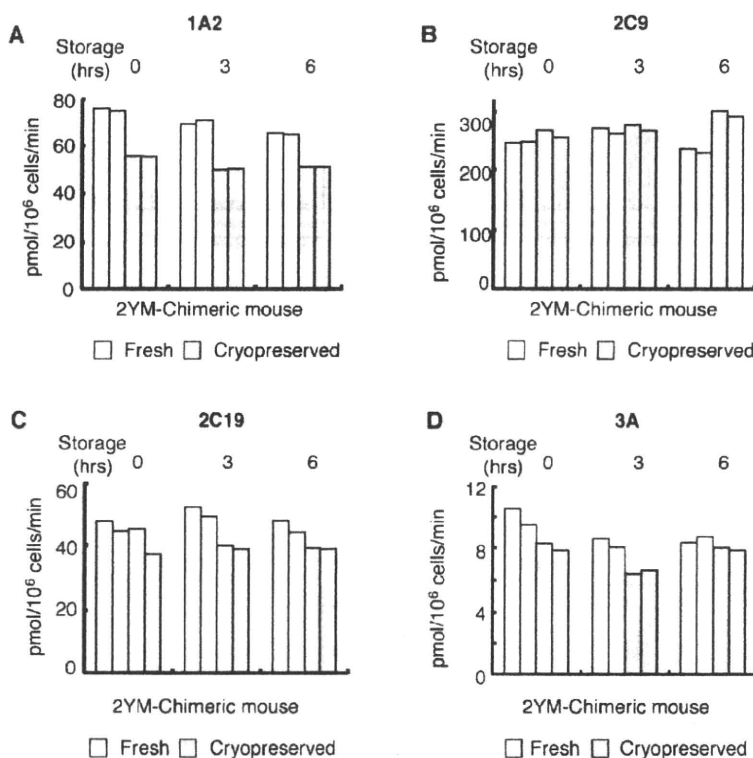 A
1A2
Storage
(hrs) 0 3 6
80
60
40
20
0
pmol/10⁶ cells/min
2YM-Chimeric mouse
Fresh Cryopreserved
B
2C9
Storage
(hrs) 0 3 6
300
200
100
0
pmol/10⁶ cells/min
2YM-Chimeric mouse
Fresh Cryopreserved
C
2C19
Storage
(hrs) 0 3 6
60
40
20
0
pmol/10⁶ cells/min
2YM-Chimeric mouse
Fresh Cryopreserved
D
3A
Storage
(hrs) 0 3 6
12
8
4
0
pmol/10⁶ cells/min
2YM-Chimeric mouse
Fresh Cryopreserved